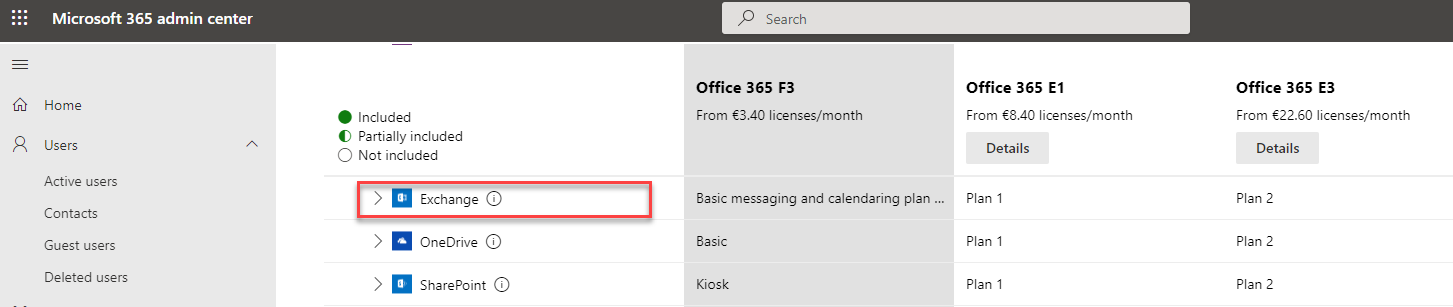 Microsoft 365 admin center
Search
Home
Users
Active users
Contacts
Guest users
Deleted users
Included
Partially included
Not included
Office 365 F3
From €3.40 licenses/month
Office 365 E1
From €8.40 licenses/month
Details
Office 365 E3
From €22.60 licenses/month
Details
Exchange
Basic messaging and calendaring plan ...
Plan 1
Plan 2
OneDrive
Basic
Plan 1
Plan 2
SharePoint
Kiosk
Plan 1
Plan 2